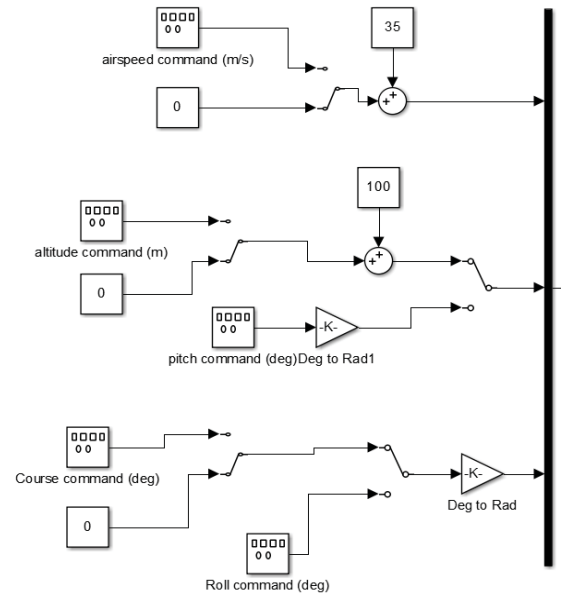 35
airspeed command (m/s)
0
++
100
altitude command (m)
0
++
-K-
pitch command (deg)Deg to Rad1
Course command (deg)
-K-
0
Deg to Rad
Roll command (deg)